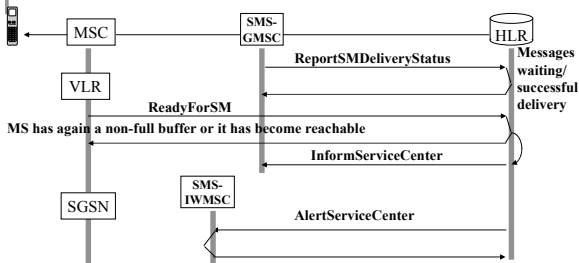 MSC
SMS-
GMSC
HLR
ReportSMDeliveryStatus
Messages
waiting/
successful
delivery
VLR
ReadyForSM
MS has again a non-full buffer or it has become reachable
InformServiceCenter
SMS-
IWMSC
SGSN
AlertServiceCenter